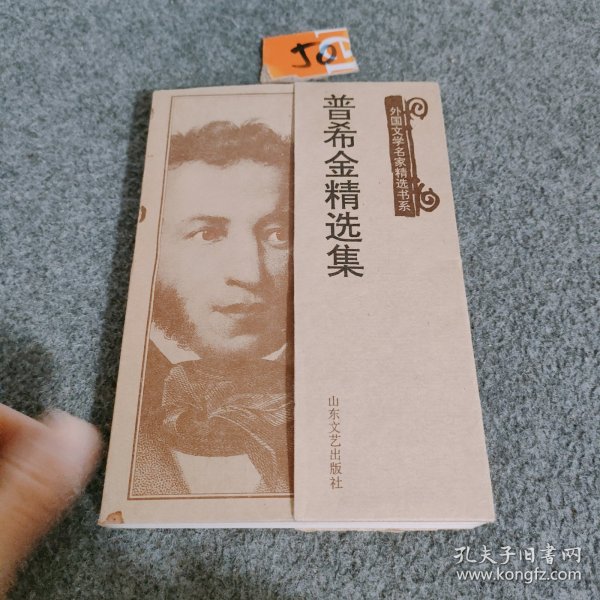 50
普希金精选集
外国文学名家精选书系
山东文艺出版社
孔夫子旧书网
www.kongfz.com